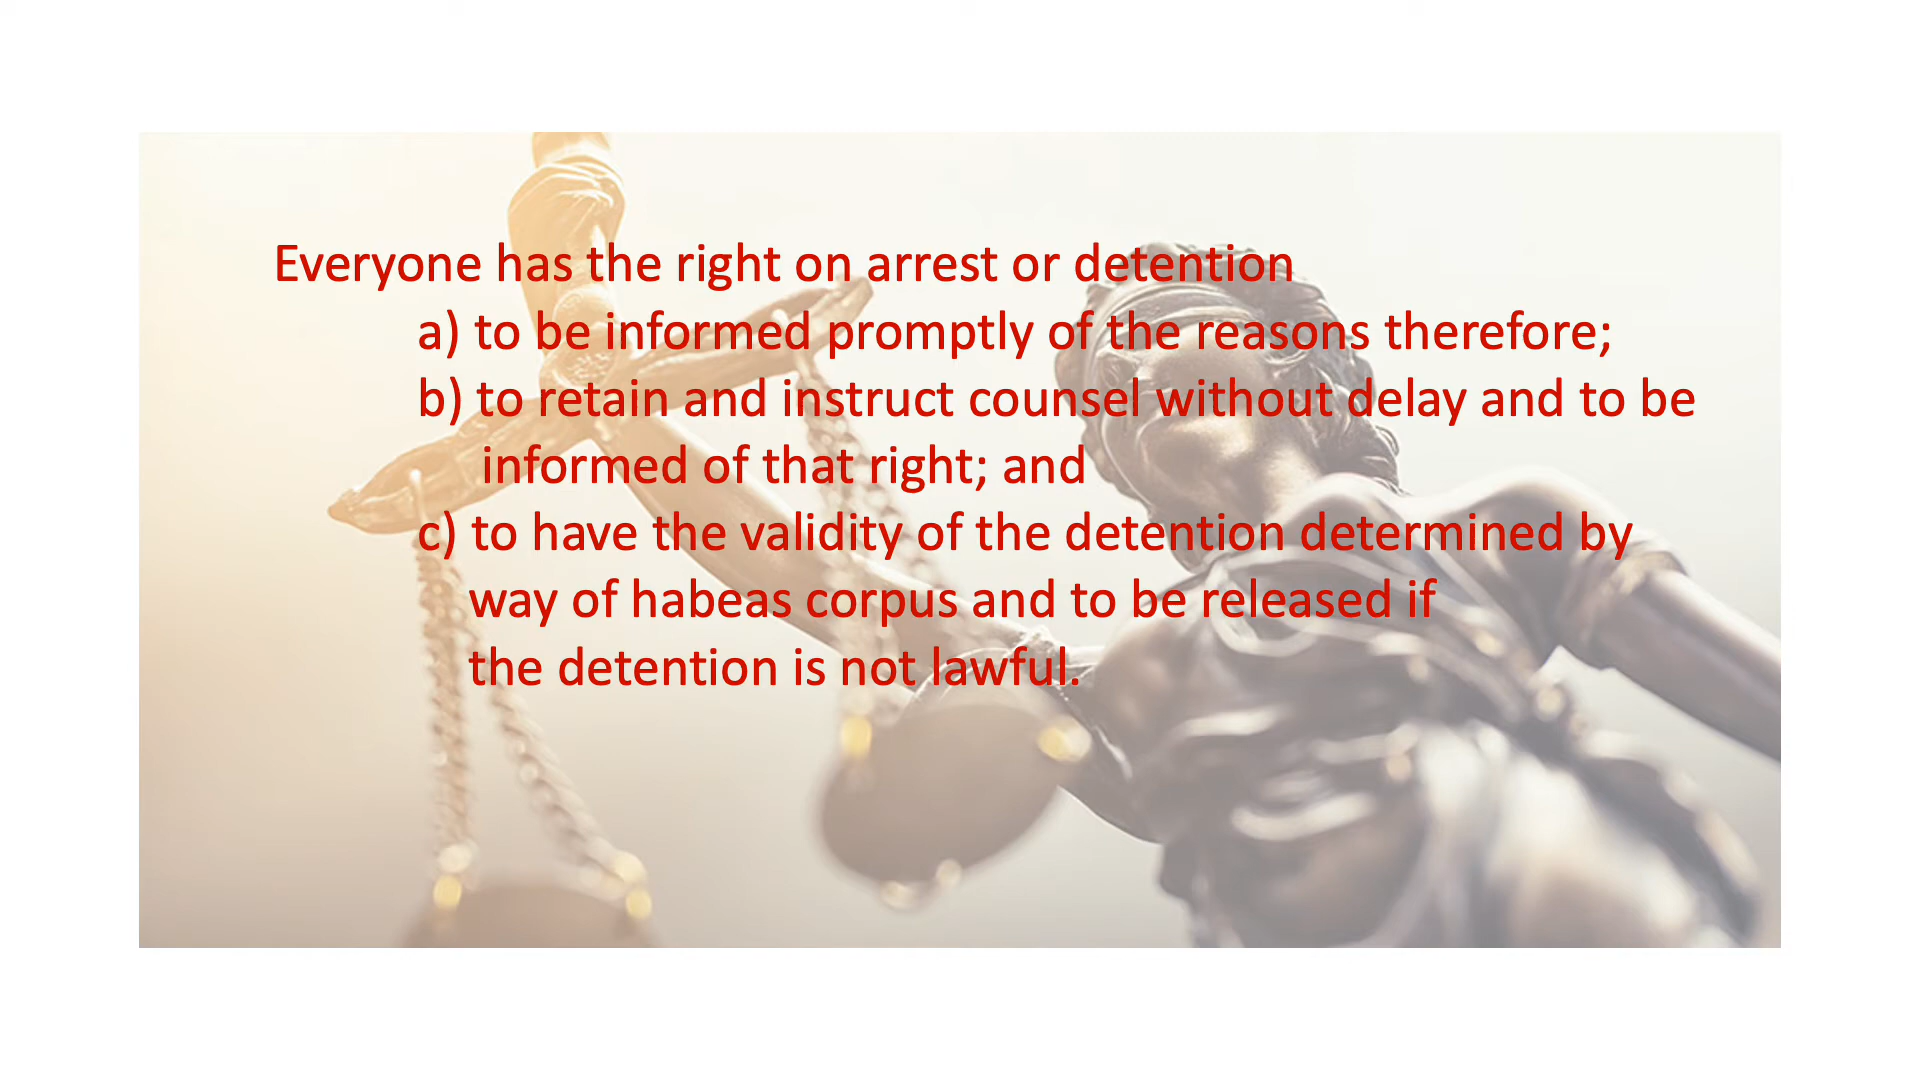 Everyone has the right on arrest or detention
a) to be informed promptly of the reasons therefore;
b) to retain and instruct counsel without delay and to be
informed of that right; and
c) to have the validity of the detention determined by
way of habeas corpus and to be released if
the detention is not lawful.